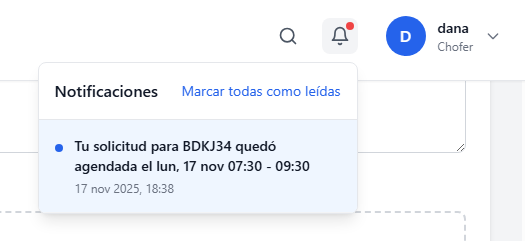 D
dana
Chofer
Notificaciones
Marcar todas como leídas
Tu solicitud para BDKJ34 quedó
agendada el lun, 17 nov 07:30 - 09:30
17 nov 2025, 18:38